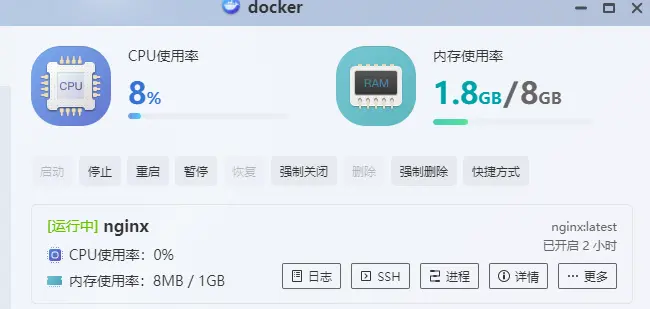 docker
CPU使用率
CPU
8%
内存使用率
RAM
1.8GB/8GB
启动 停止 重启 暂停 恢复 强制关闭 删除 强制删除 快捷方式
[运行中] nginx
nginx:latest
CPU使用率：0%
已开启 2 小时
内存使用率：8MB / 1GB
日志 SSH 进程 详情 更多